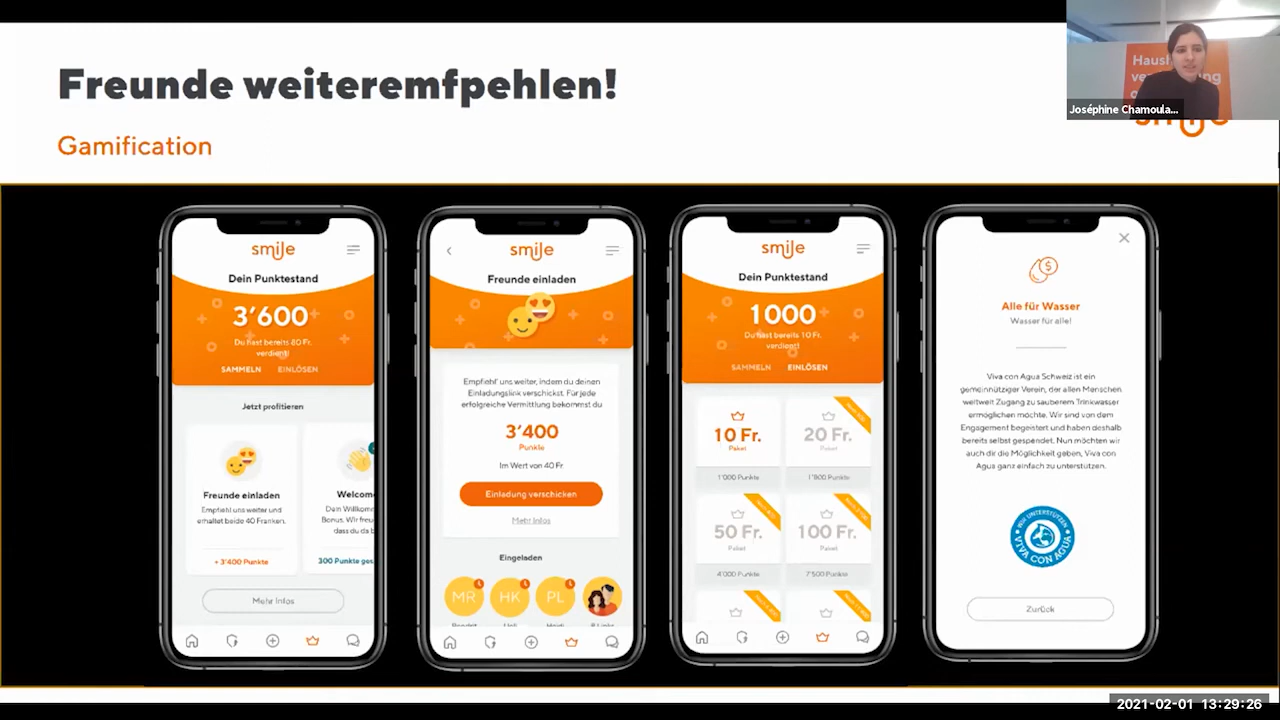 Freunde weiteremfpehlen!
Gamification
Joséphine Chamoula...
smile
Dein Punktestand
3'600
Du hast bereits 80 Fr.
verdient!
SAMMELN EINLÖSEN
Jetzt profitieren
Freunde einladen
Empfiehl uns weiter und
erhaltet beide 40 Franken.
+ 3'400 Punkte
Welcom
Dein Willkom
Bonus. Wir freu
dass du da b
300 Punkte ges
Mehr Infos
smile
Freunde einladen
Empfiehl' uns weiter, indem du deinen
Einladungslink verschickst. Für jede
erfolgreiche Vermittlung bekommst du
3'400
Punkte
Im Wert von 40 Fr
Einladung verschicken
Mehr Infos
Eingeladen
MR HK PL
smile
Dein Punktestand
1000
Du hast bereits 10 Fr.
verdient!
SAMMELN EINLÖSEN
10 Fr.
Paket
1'000 Punkte
20 Fr.
Paket
1'800 Punkte
50 Fr.
Paket
4'000 Punkte
100 Fr.
Paket
7'500 Punkte
Alle für Wasser
Wasser für alle!
Viva con Agua Schweiz ist ein
gemeinnütziger Verein, der allen Menschen
weltweit Zugang zu sauberem Trinkwasser
ermöglichen möchte. Wir sind von dem
Engagement begeistert und haben deshalb
bereits selbst gespendet. Nun möchten wir
auch dir die Möglichkeit geben, Viva con
Agua ganz einfach zu unterstützen.
WIR UNTERSTÜTZEN
VIVA CON AGUA
Zurück
2021-02-01 13:29:26